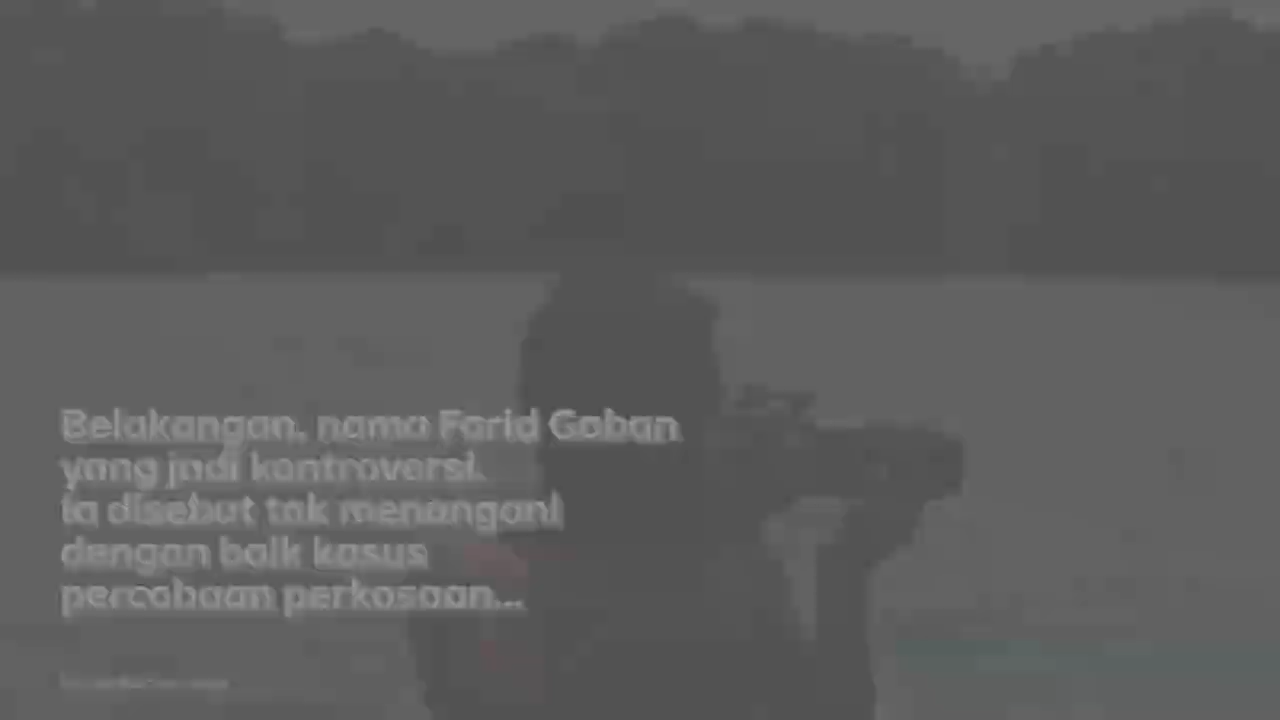 Belakangan, nama Farid Gaban
yang jadi kontroversi.
Ia disebut tak menangani
dengan baik kasus
percobaan perkosaan...